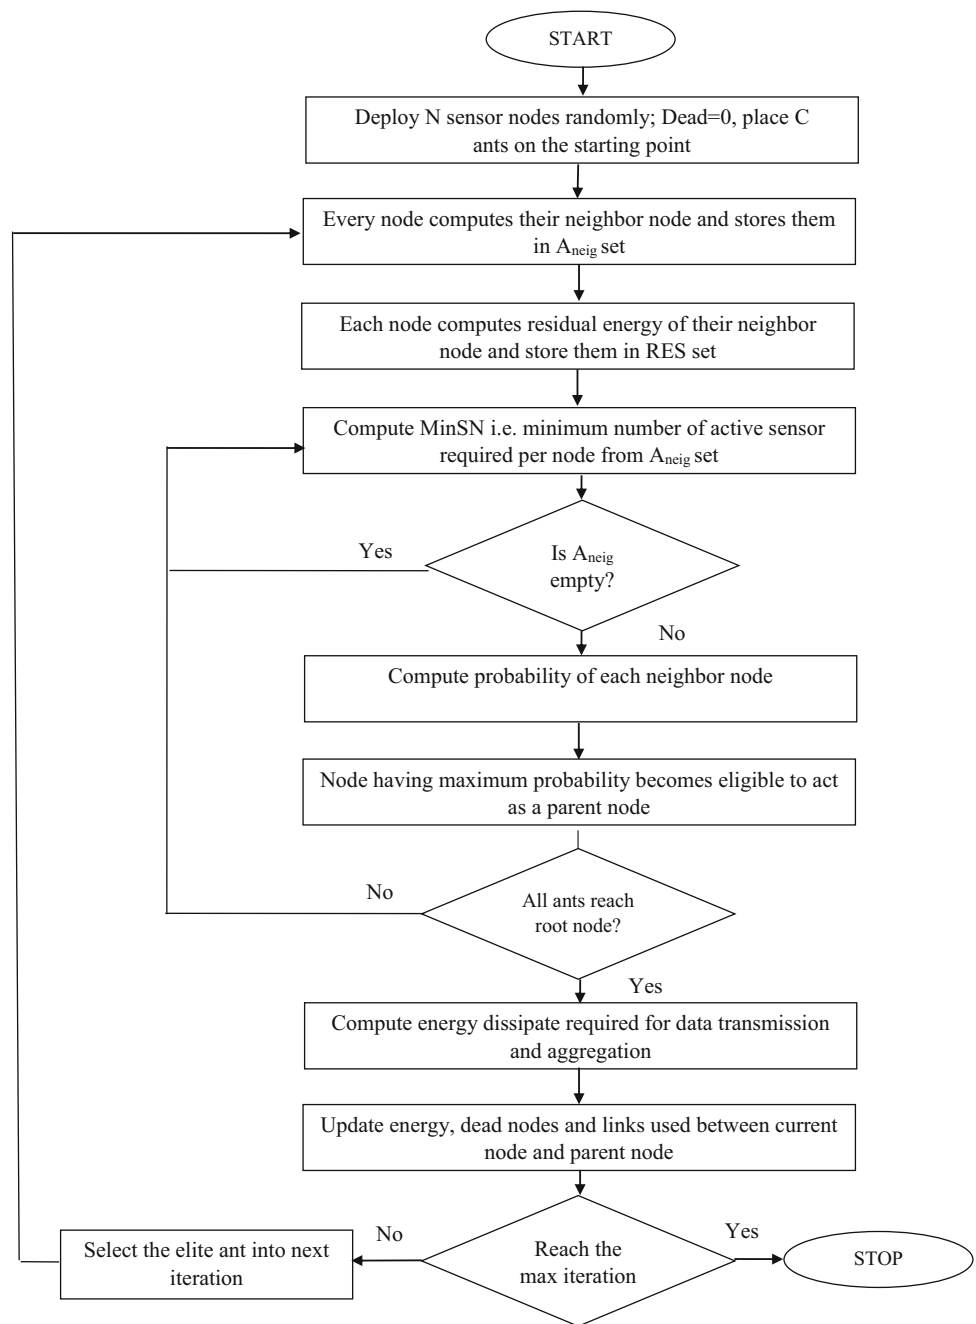 START
Deploy N sensor nodes randomly; Dead=0, place C
ants on the starting point
Every node computes their neighbor node and stores them
in Aneig set
Each node computes residual energy of their neighbor
node and store them in RES set
Compute MinSN i.e. minimum number of active sensor
required per node from Aneig set
Yes
Is Aneig
empty?
No
Compute probability of each neighbor node
Node having maximum probability becomes eligible to act
as a parent node
No
All ants reach
root node?
Yes
Compute energy dissipate required for data transmission
and aggregation
Update energy, dead nodes and links used between current
node and parent node
Select the elite ant into next
iteration
No
Reach the
max iteration
Yes
STOP